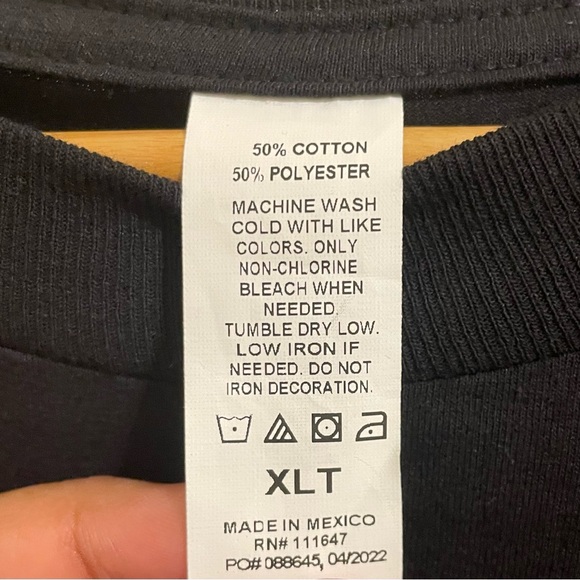 50% COTTON
50% POLYESTER
MACHINE WASH
COLD WITH LIKE
COLORS. ONLY
NON-CHLORINE
BLEACH WHEN
NEEDED.
TUMBLE DRY LOW.
LOW IRON IF
NEEDED. DO NOT
IRON DECORATION.
XLT
MADE IN MEXICO
RN# 111647
PO# 088645, 04/2022